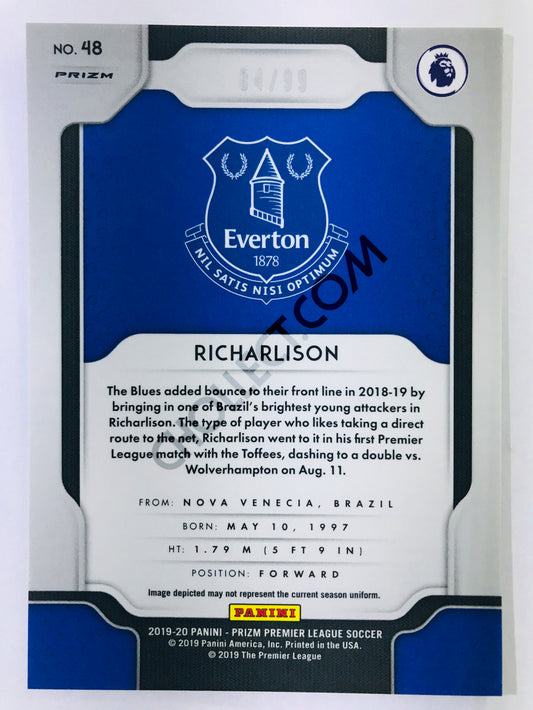 NO. 48
PRIZM
64/99
Everton
1878
NIL SATIS NISI OPTIMUM
RICHARLISON
The Blues added bounce to their front line in 2018-19 by
bringing in one of Brazil's brightest young attackers in
Richarlison. The type of player who likes taking a direct
route to the net, Richarlison went to it in his first Premier
League match with the Toffees, dashing to a double vs.
Wolverhampton on Aug. 11.
FROM: NOVA VENECIA, BRAZIL
BORN: MAY 10, 1997
HT: 1.79 M (5 FT 9 IN)
POSITION: FORWARD
Image depicted may not represent the current season uniform.
PANINI
2019-20 PANINI - PRIZM PREMIER LEAGUE SOCCER
© 2019 Panini America, Inc. Printed in the USA.
© 2019 The Premier League
CHOLLECT.COM